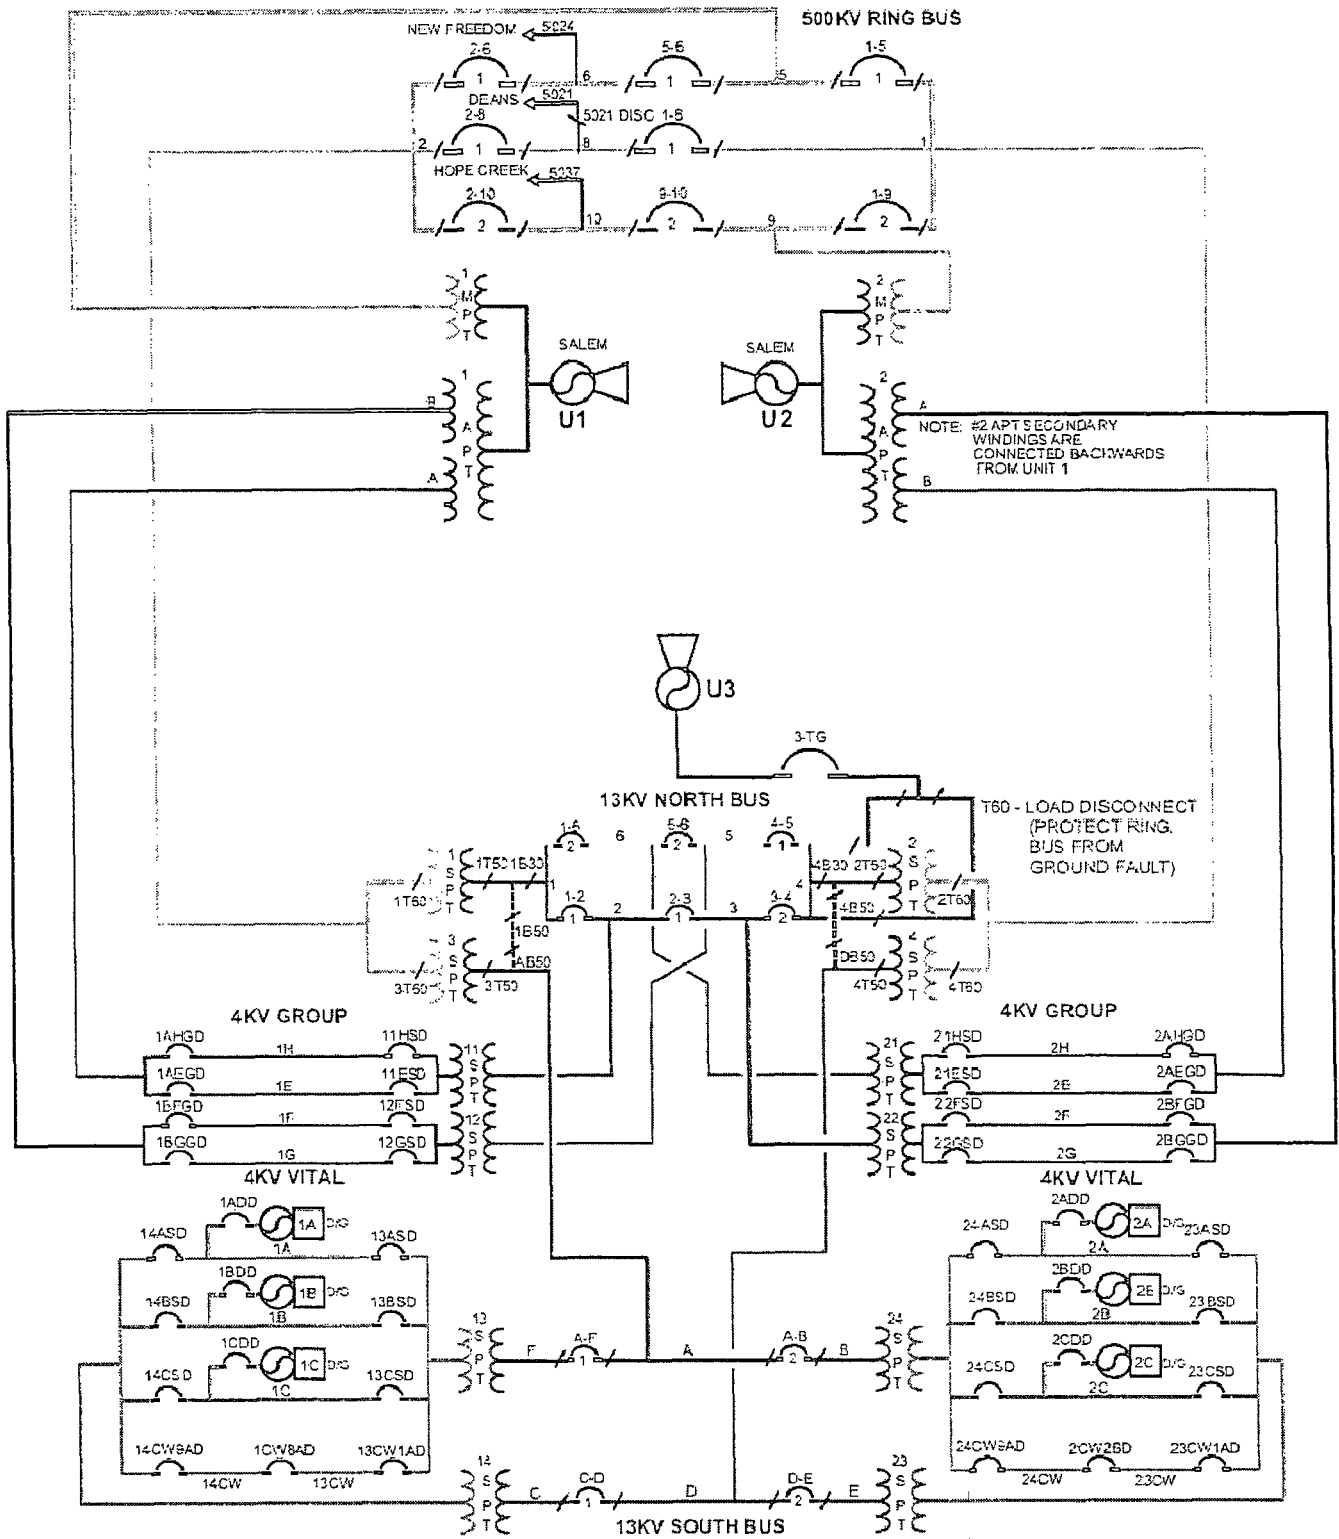 500KV RING BUS
NEW FREEDOM
5024
2-6
5-6
1-5
1
6
1
5
1
DEANS
5021
5021 DISC
2-8
1-8
2
1
8
1
1
HOPE CREEK
5037
2-10
9-10
1-9
2
10
2
9
2
1
M
P
T
2
M
P
T
SALEM
U1
SALEM
U2
1
A
P
T
B
A
2
A
P
T
A
B
NOTE: #2 APT SECONDARY
WINDINGS ARE
CONNECTED BACKWARDS
FROM UNIT 1
U3
3-TG
13KV NORTH BUS
T60 - LOAD DISCONNECT
(PROTECT RING
BUS FROM
GROUND FAULT)
6
5-6
5
4-5
2
2
1
1
S
P
T
1T60
1T50
1B30
1
1-2
1
2
2-3
1
3
3-4
2
4
4B30
2T50
2
S
P
T
2T60
1B50
AB50
4B50
DB50
3
S
P
T
3T50
S
P
T
4T50
4T60
4KV GROUP
4KV GROUP
1AHGD
1H
11HSD
1AEGD
1E
11ESD
1BFGD
1F
12FSD
1BGGD
1G
12GSD
11
S
P
T
12
S
P
T
21
S
P
T
22
S
P
T
21HSD
2H
2AHGD
21ESD
2E
2AEGD
22FSD
2F
2BFGD
22GSD
2G
2BGGD
4KV VITAL
4KV VITAL
1ADD
1A
D/G
14ASD
1A
13ASD
1BDD
1B
D/G
14BSD
1B
13BSD
1CDD
1C
D/G
14CSD
1C
13CSD
14CW9AD
1CW8AD
13CW1AD
14CW
13CW
2ADD
2A
D/G
24ASD
2A
23ASD
2BDD
D/G
24BSD
2B
23BSD
2CDD
2C
D/G
24CSD
2C
23CSD
24CW9AD
2CW2BD
23CW1AD
24CW
23CW
13
S
P
T
F
A-F
1
A
A-B
2
B
24
S
P
T
14
S
P
T
C
C-D
1
D
D-E
2
E
23
S
P
T
13KV SOUTH BUS